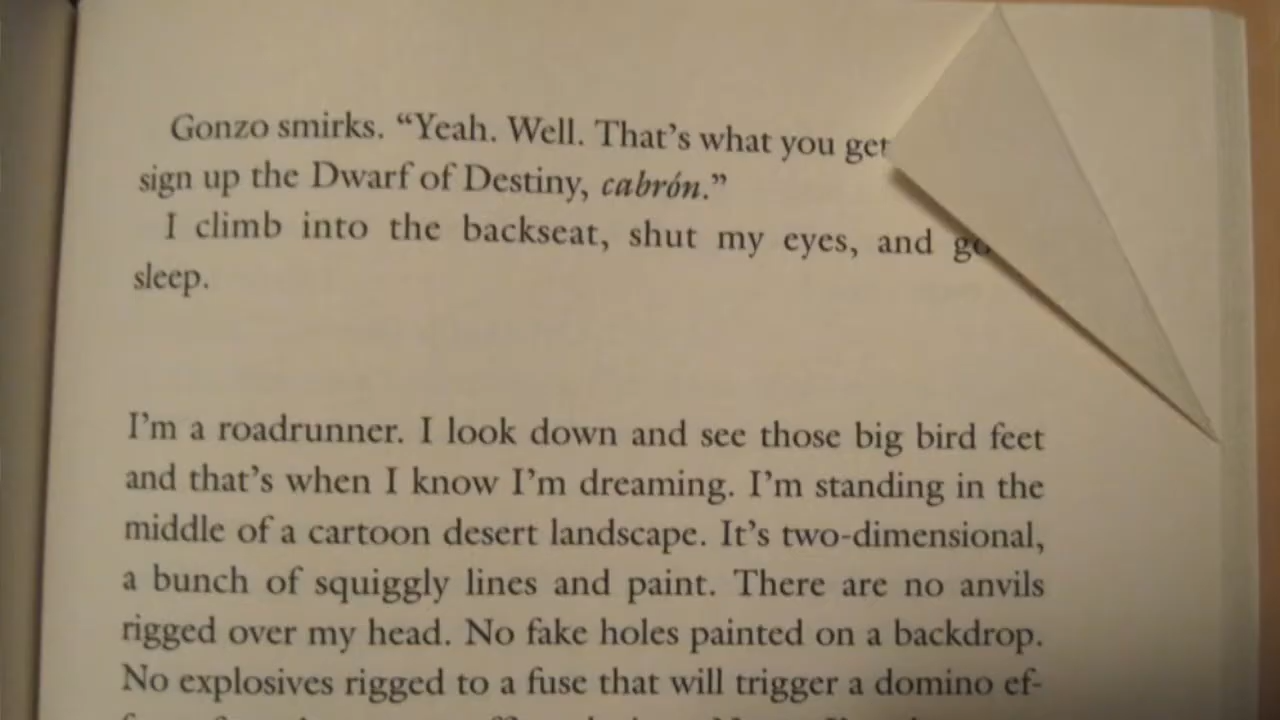 Gonzo smirks. “Yeah. Well. That’s what you get
sign up the Dwarf of Destiny, cabrón.”
I climb into the backseat, shut my eyes, and go
sleep.
I’m a roadrunner. I look down and see those big bird feet
and that’s when I know I’m dreaming. I’m standing in the
middle of a cartoon desert landscape. It’s two-dimensional,
a bunch of squiggly lines and paint. There are no anvils
rigged over my head. No fake holes painted on a backdrop.
No explosives rigged to a fuse that will trigger a domino ef-